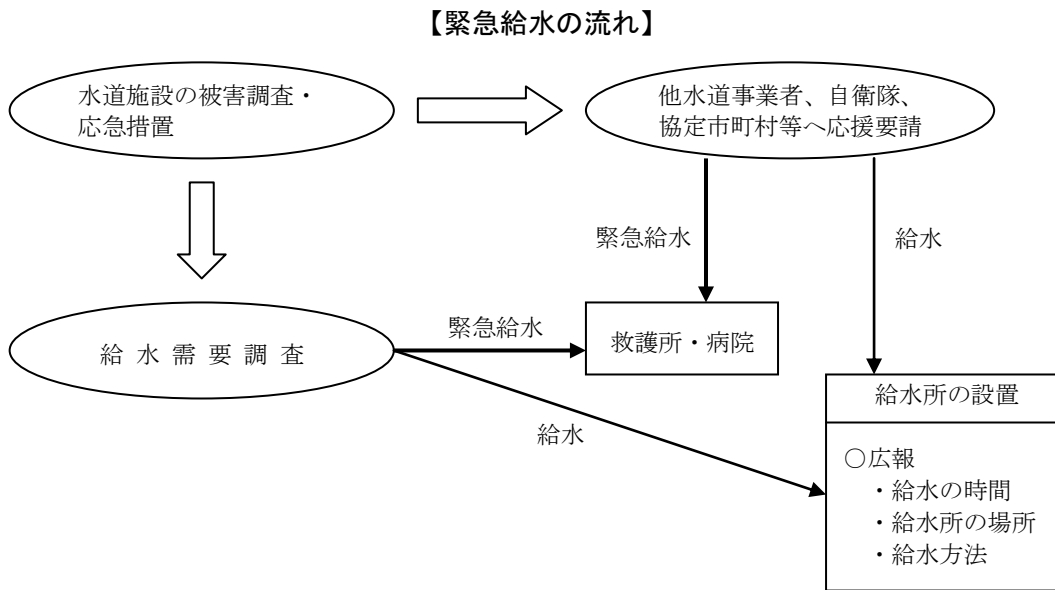 【緊急給水の流れ】
水道施設の被害調査・
応急措置
他水道事業者、自衛隊、
協定市町村等へ応援要請
緊急給水
給水
給水需要調査
緊急給水
救護所・病院
給水
給水所の設置
○広報
・給水の時間
・給水所の場所
・給水方法